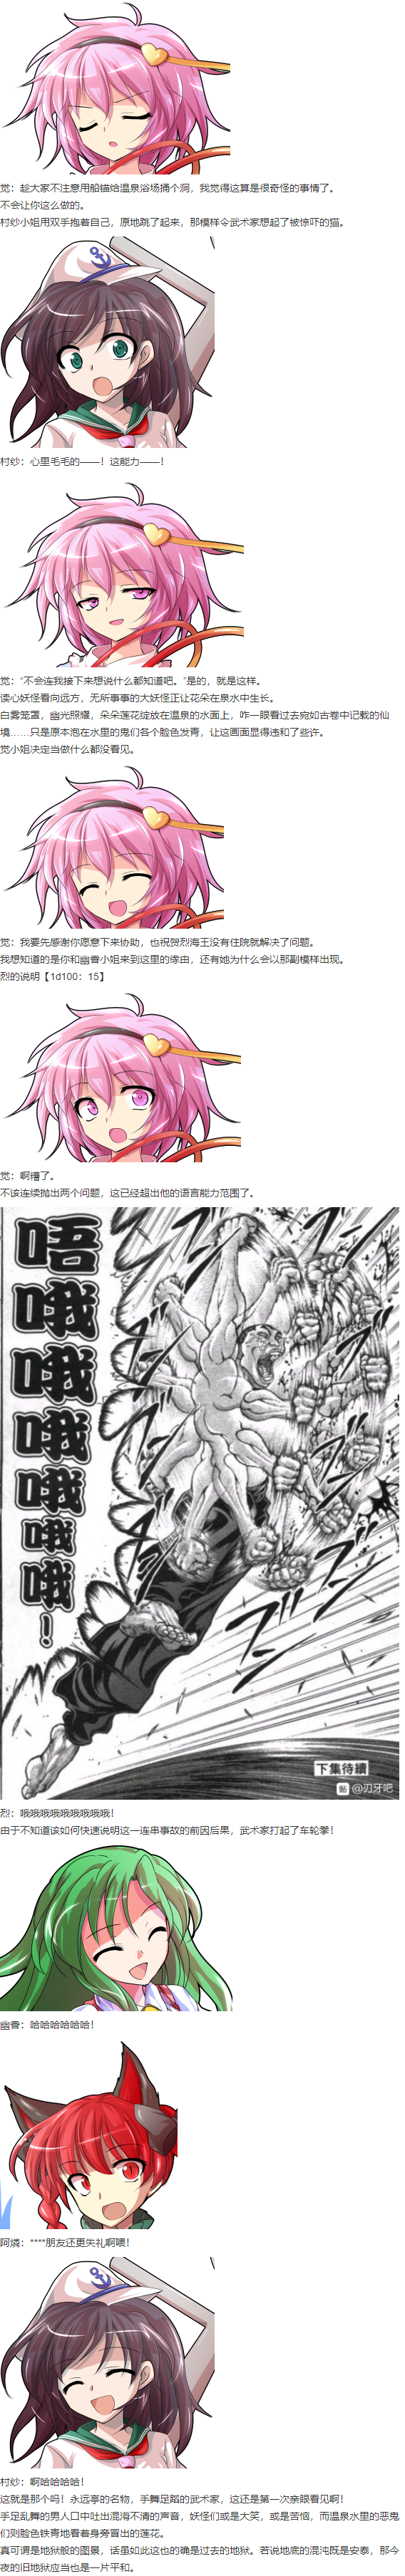 觉：趁大家不注意用船锚给温泉浴场捅个洞，我觉得这算是很奇怪的事情了。
不会让你这么做的。
村纱小姐用双手抱着自己，原地跳了起来，那模样令武术家想起了被惊吓的猫。
村纱：心里毛毛的——！这能力——！
觉：“不会连我接下来想说什么都知道吧。”是的，就是这样。
读心妖怪看向远方，无所事事的大妖怪正让花朵在泉水中生长。
白雾笼罩，幽光照耀，朵朵莲花绽放在温泉的水面上，咋一眼看过去宛如古卷中记载的仙
境……只是原本泡在水里的鬼们各个脸色发青，让这画面显得违和了些许。
觉小姐决定当做什么都没看见。
觉：我要先感谢你愿意下来协助，也祝贺烈海王没有住院就解决了问题。
我想知道的是你和幽香小姐来到这里的缘由，还有她为什么会以那副模样出现。
烈的说明【1d100：15】
觉：啊糟了。
不该连续抛出两个问题，这已经超出他的语言能力范围了。
唔哦哦哦哦哦哦！
下集待續
贴 @刃牙吧
烈：哦哦哦哦哦哦哦哦哦！
由于不知道该如何快速说明这一连串事故的前因后果，武术家打起了车轮拳！
幽香：哈哈哈哈哈哈！
阿燐：****朋友还更失礼啊喂！
村纱：啊哈哈哈哈！
这就是那个吗！永远亭的名物，手舞足蹈的武术家，这还是第一次亲眼看见啊！
手足乱舞的男人口中吐出混淆不清的声音，妖怪们或是大笑，或是苦恼，而温泉水里的恶鬼
们则脸色铁青地看着身旁冒出的莲花。
真可谓是地狱般的图景，话虽如此这也的确是过去的地狱。若说地底的混沌既是安泰，那今
夜的旧地狱应当也是一片平和。